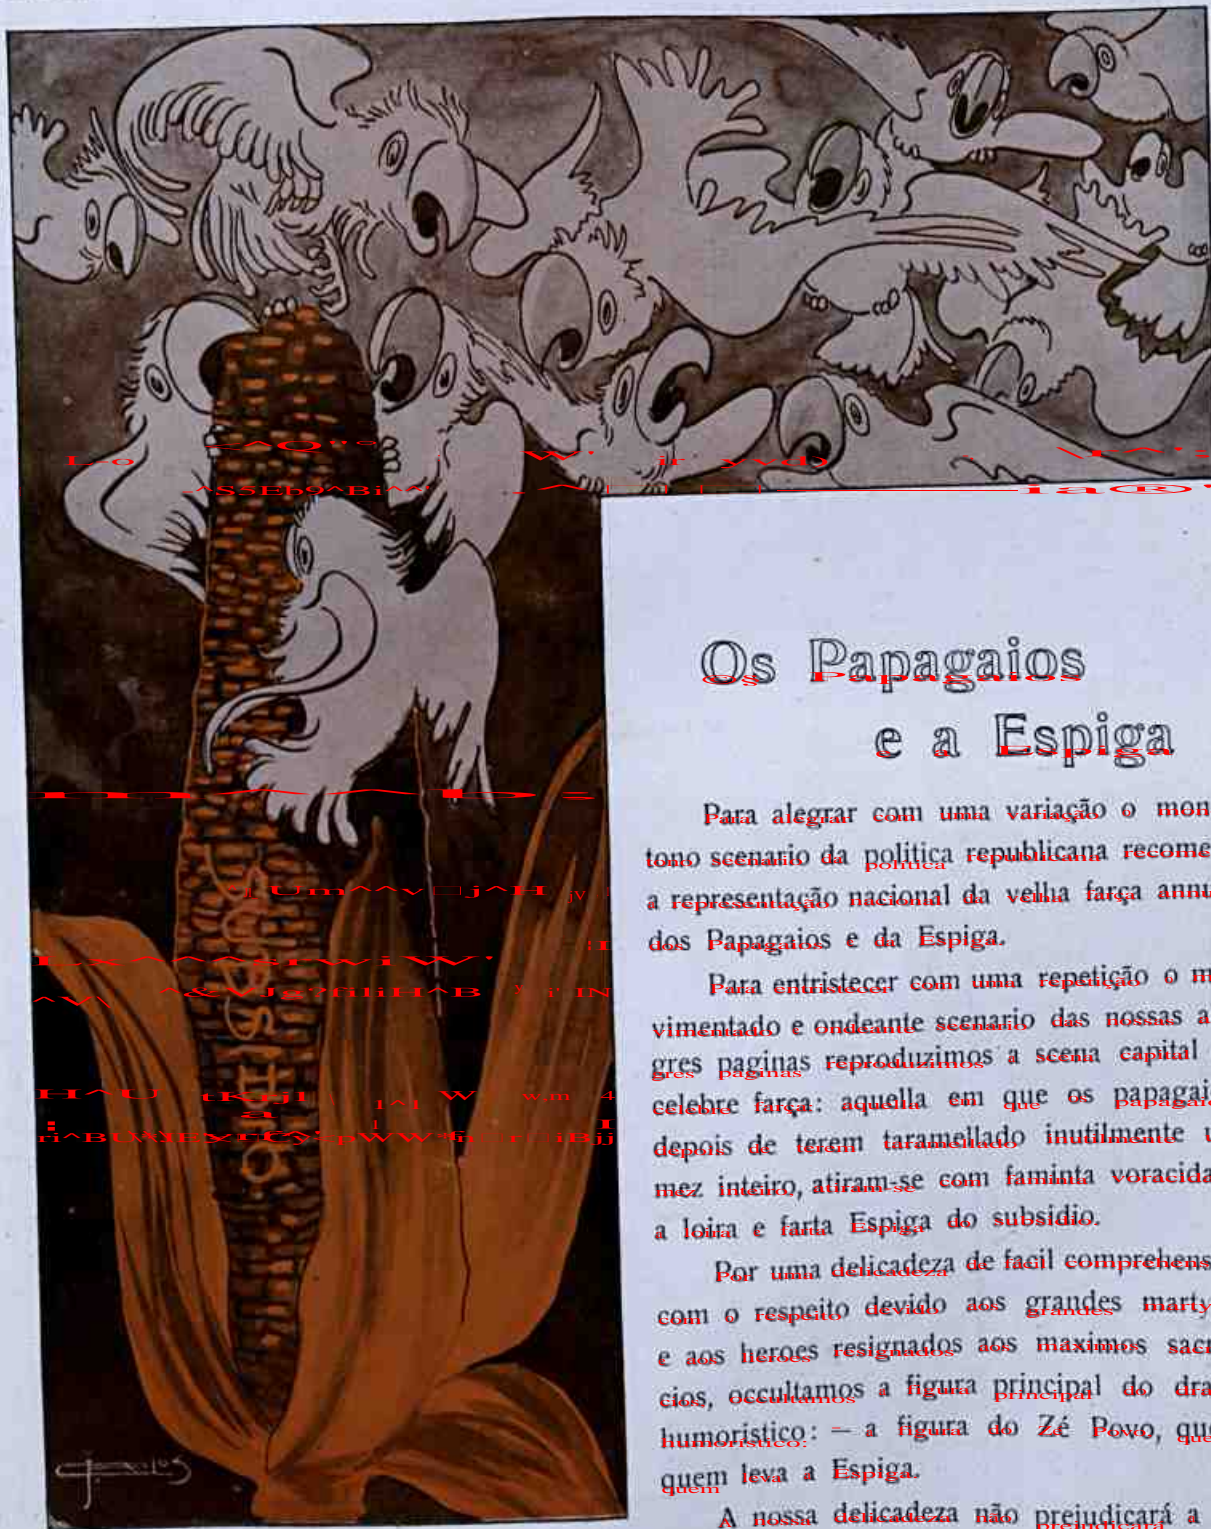 SUBSIDIO.
J. CARLOS
Os Papagaios
e a Espiga
Para alegrar com uma variação o mon
tono scenario da politica republicana recome
a representação nacional da velha farça annu
dos Papagaios e da Espiga.
Para entristecer com uma repetição o m
vimentado e ondeante scenario das nossas a
gres paginas reproduzimos a scena capital
celebre farça: aquella em que os papagai
depois de terem taramellado inutilmente u
mez inteiro, atiram-se com faminta voracida
a loira e farta Espiga do subsidio.
Por uma delicadeza de facil comprehens
com o respeito devido aos grandes marty
e aos heroes resignados aos maximos sacr
cios, occultamos a figura principal do dra
humoristico: — a figura do Zé Povo, que
quem leva a Espiga.
A nossa delicadeza não prejudicará a